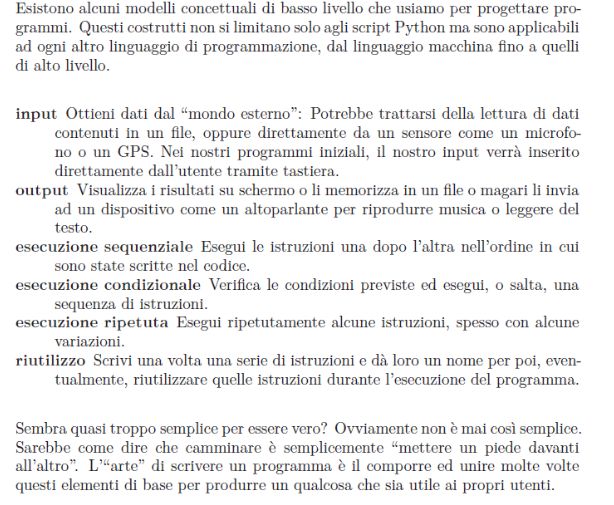 Esistono alcuni modelli concettuali di basso livello che usiamo per progettare pro-
grammi. Questi costrutti non si limitano solo agli script Python ma sono applicabili
ad ogni altro linguaggio di programmazione, dal linguaggio macchina fino a quelli
di alto livello.
input Ottieni dati dal “mondo esterno”: Potrebbe trattarsi della lettura di dati
contenuti in un file, oppure direttamente da un sensore come un microfo-
no o un GPS. Nei nostri programmi iniziali, il nostro input verrà inserito
direttamente dall’utente tramite tastiera.
output Visualizza i risultati su schermo o li memorizza in un file o magari li invia
ad un dispositivo come un altoparlante per riprodurre musica o leggere del
testo.
esecuzione sequenziale Esegui le istruzioni una dopo l’altra nell’ordine in cui
sono state scritte nel codice.
esecuzione condizionale Verifica le condizioni previste ed esegui, o salta, una
sequenza di istruzioni.
esecuzione ripetuta Esegui ripetutamente alcune istruzioni, spesso con alcune
variazioni.
riutilizzo Scrivi una volta una serie di istruzioni e dà loro un nome per poi, even-
tualmente, riutilizzare quelle istruzioni durante l’esecuzione del programma.
Sembra quasi troppo semplice per essere vero? Ovviamente non è mai così semplice.
Sarebbe come dire che camminare è semplicemente “mettere un piede davanti
all’altro”. L’“arte” di scrivere un programma è il comporre ed unire molte volte
questi elementi di base per produrre un qualcosa che sia utile ai propri utenti.